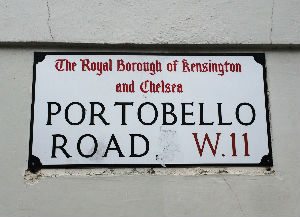 The Royal Borough of Kensington
and Chelsea
PORTOBELLO
ROAD W.11